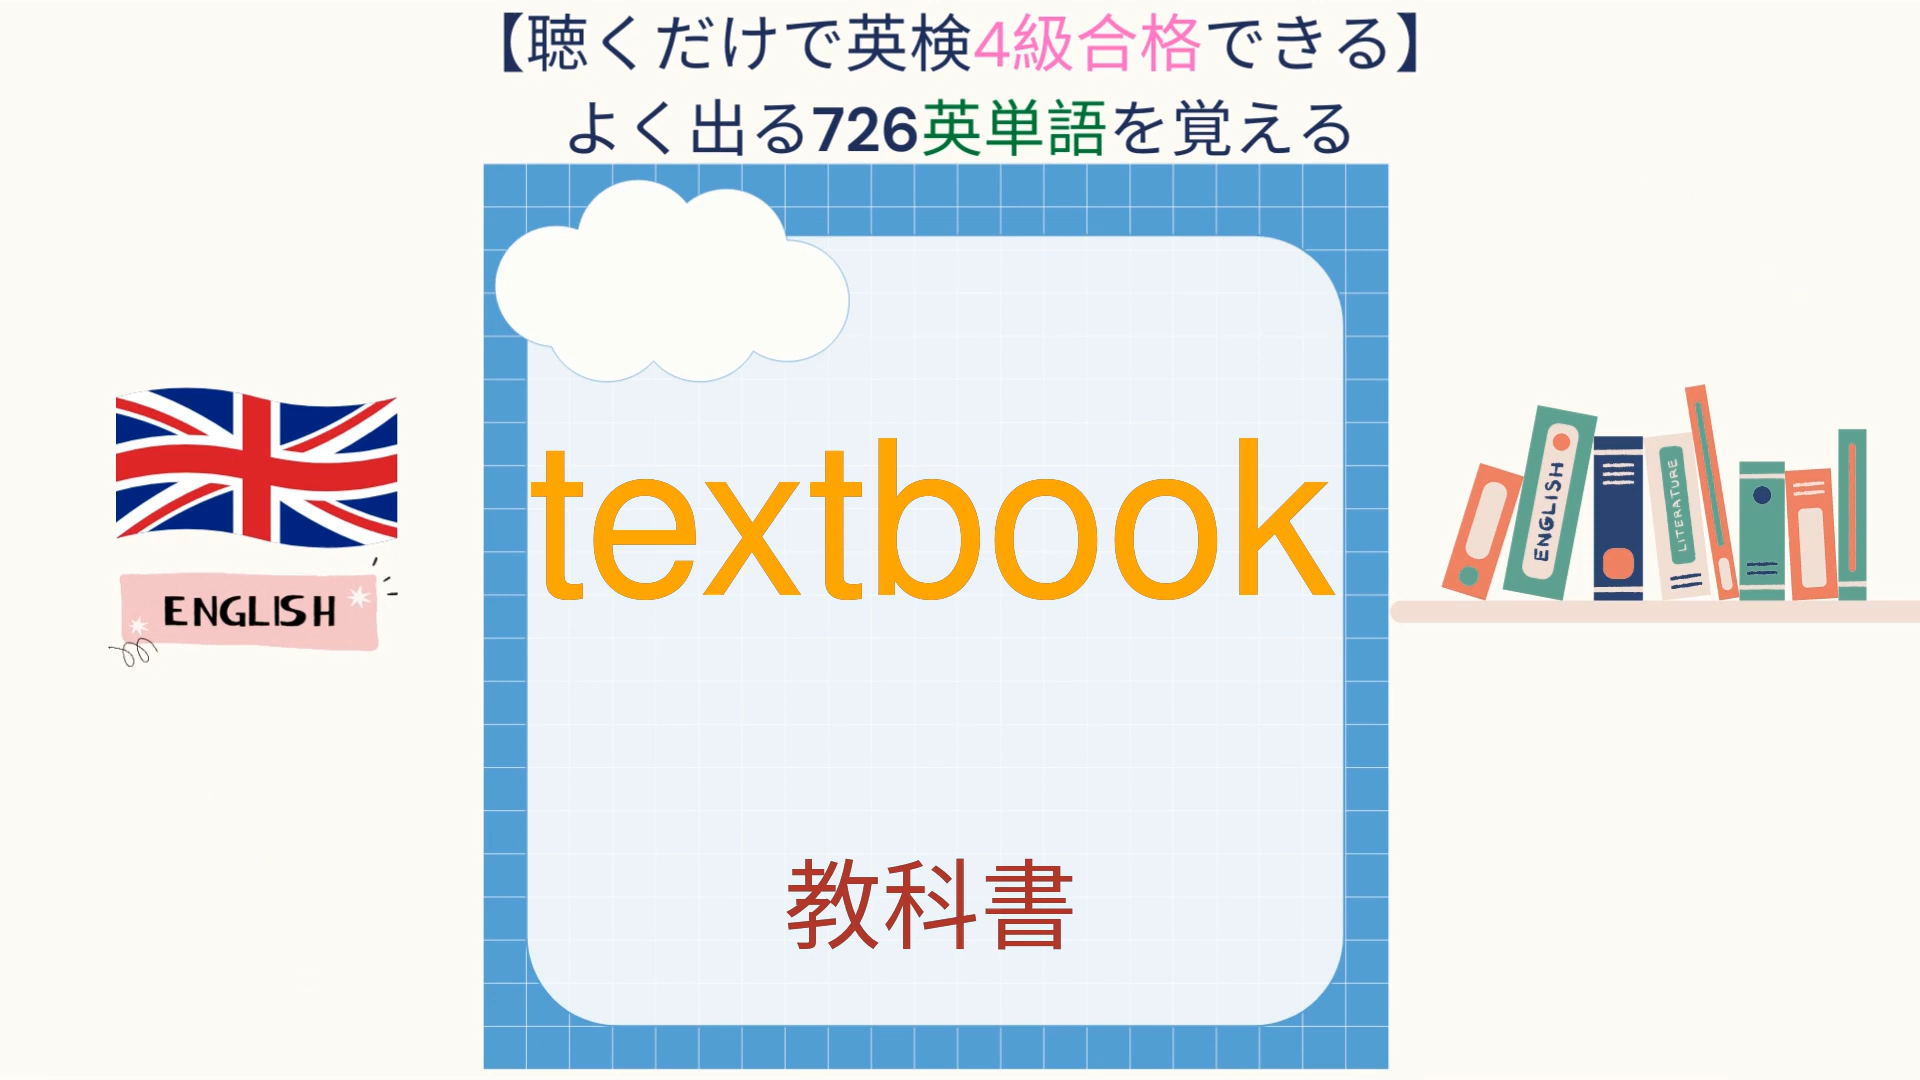 【聴くだけで英検4級合格できる】
よく出る726英単語を覚える
textbook
教科書
ENGLISH
ENGLISH
LITERATURE